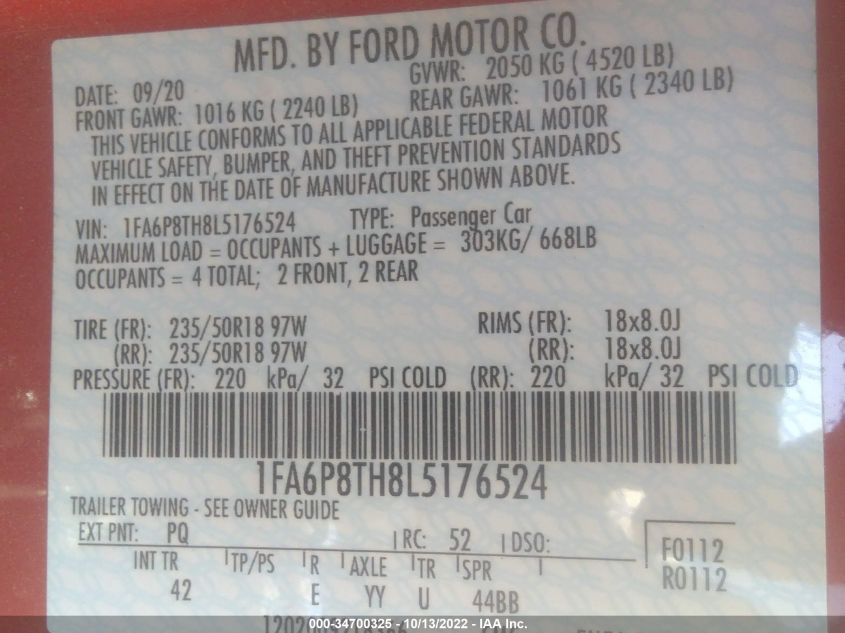 MFD. BY FORD MOTOR CO.
DATE: 09/20 GVWR: 2050 KG ( 4520 LB)
FRONT GAWR: 1016 KG ( 2240 LB) REAR GAWR: 1061 KG ( 2340 LB)
THIS VEHICLE CONFORMS TO ALL APPLICABLE FEDERAL MOTOR
VEHICLE SAFETY, BUMPER, AND THEFT PREVENTION STANDARDS
IN EFFECT ON THE DATE OF MANUFACTURE SHOWN ABOVE.
VIN: 1FA6P8TH8L5176524 TYPE: Passenger Car
MAXIMUM LOAD = OCCUPANTS + LUGGAGE = 303KG/ 668LB
OCCUPANTS = 4 TOTAL; 2 FRONT, 2 REAR
TIRE (FR): 235/50R18 97W RIMS (FR): 18x8.0J
(RR): 235/50R18 97W (RR): 18x8.0J
PRESSURE (FR): 220 kPa/ 32 PSI COLD (RR): 220 kPa/ 32 PSI COLD
1FA6P8TH8L5176524
TRAILER TOWING - SEE OWNER GUIDE
EXT PNT: PQ RC: 52 DSO:
INT TR TP/PS R AXLE TR SPR
42 E YY U 44BB
F0112
R0112
000-34700325 - 10/13/2022 - IAA Inc.